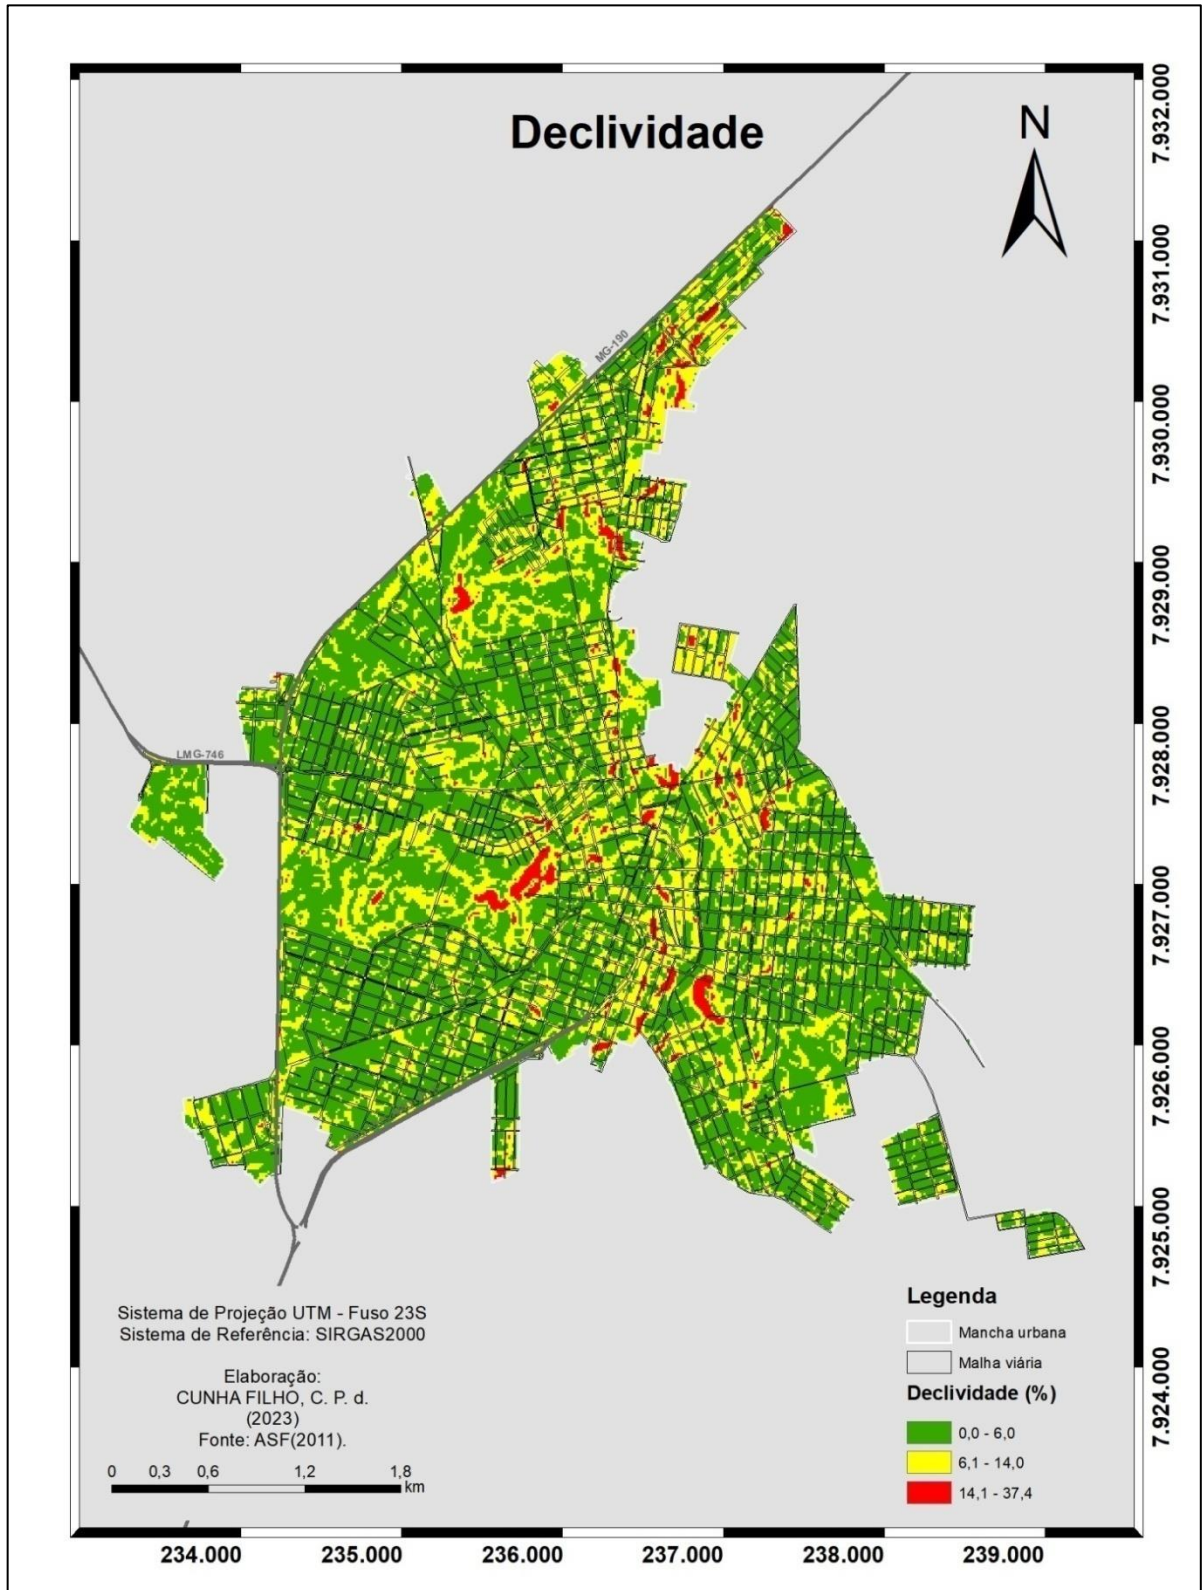 Declividade
N
MG-190
LMG-746
7.932.000
7.931.000
7.930.000
7.929.000
7.928.000
7.927.000
7.926.000
7.925.000
7.924.000
Sistema de Projeção UTM - Fuso 23S
Sistema de Referência: SIRGAS2000
Elaboração:
CUNHA FILHO, C. P. d.
(2023)
Fonte: ASF(2011).
0 0,3 0,6 1,2 1,8
km
Legenda
Mancha urbana
Malha viária
Declividade (%)
0,0 - 6,0
6,1 - 14,0
14,1 - 37,4
234.000 235.000 236.000 237.000 238.000 239.000